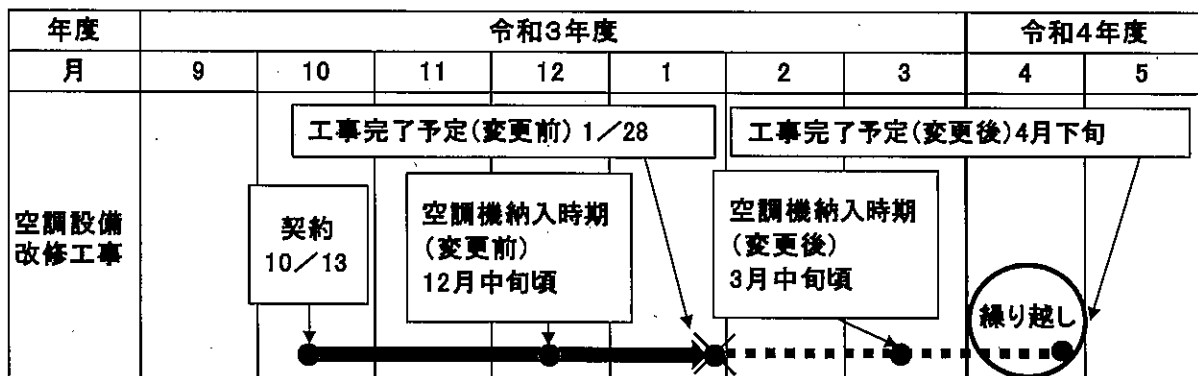 年度 令和3年度 令和4年度
月 9 10 11 12 1 2 3 4 5
工事完了予定(変更前) 1/28
工事完了予定(変更後)4月下旬
空調設備
改修工事
契約
10/13
空調機納入時期
(変更前)
12月中旬頃
空調機納入時期
(変更後)
3月中旬頃
繰り越し